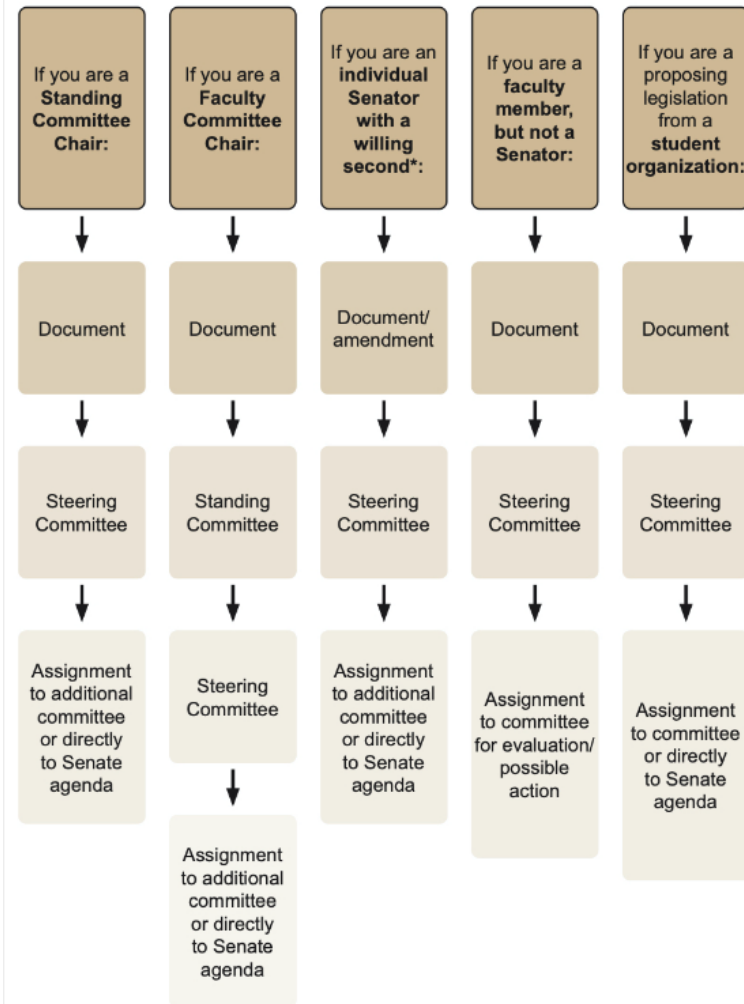 If you are a
Standing
Committee
Chair:
If you are a
Faculty
Committee
Chair:
If you are an
individual
Senator
with a
willing
second*:
If you are a
faculty
member,
but not a
Senator:
If you are a
proposing
legislation
from a
student
organization:
Document
Document
Document/
amendment
Document
Document
Steering
Committee
Standing
Committee
Steering
Committee
Steering
Committee
Steering
Committee
Assignment
to additional
committee
or directly
to Senate
agenda
Steering
Committee
Assignment
to additional
committee
or directly
to Senate
agenda
Assignment
to committee
for evaluation/
possible
action
Assignment
to committee
or directly
to Senate
agenda
Assignment
to additional
committee
or directly
to Senate
agenda